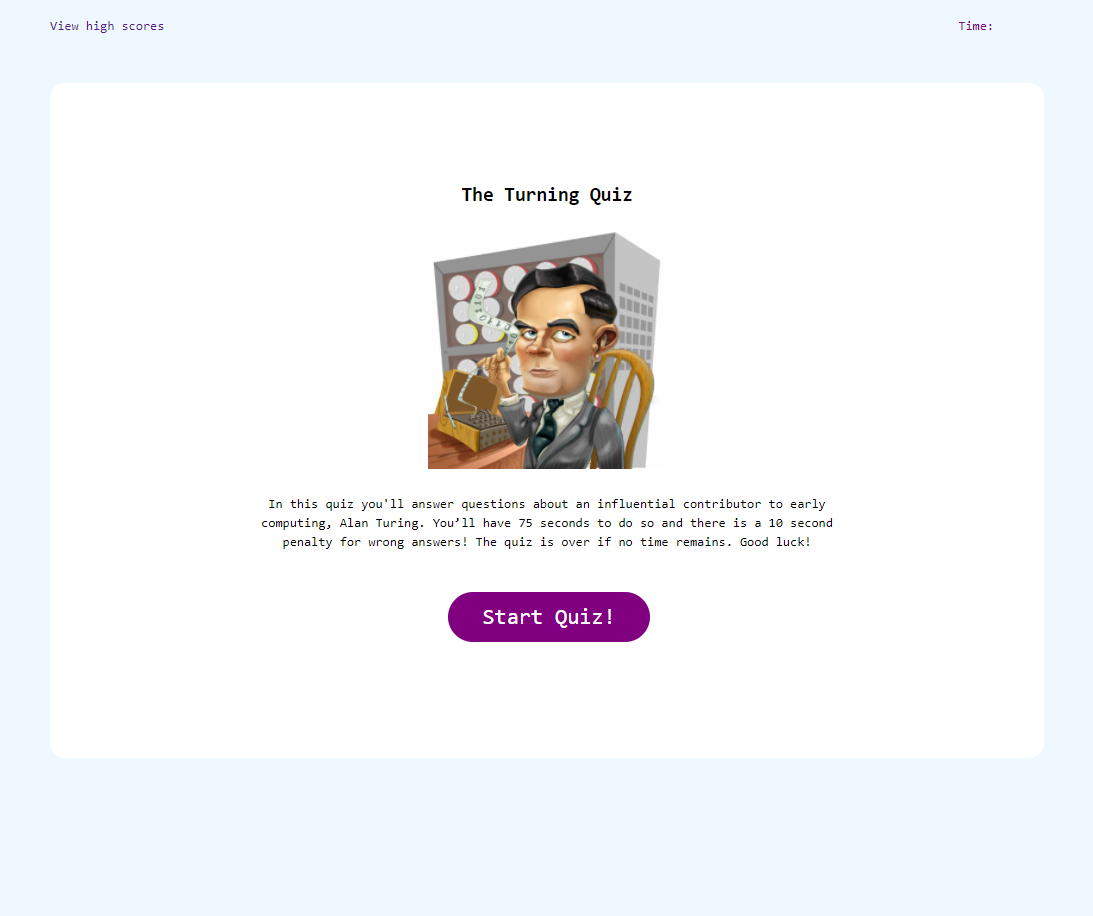 View high scores
Time:
The Turning Quiz
In this quiz you'll answer questions about an influential contributor to early
computing, Alan Turing. You’ll have 75 seconds to do so and there is a 10 second
penalty for wrong answers! The quiz is over if no time remains. Good luck!
Start Quiz!